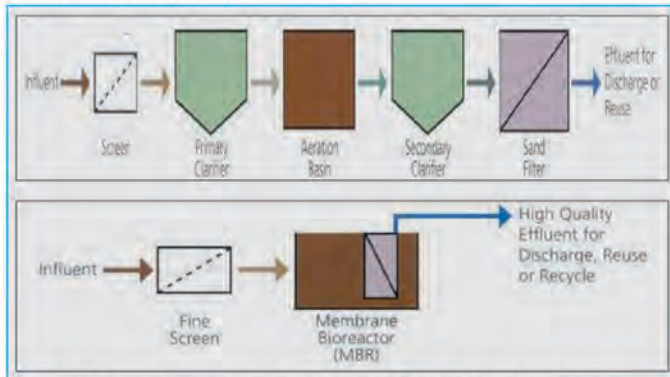 Influent
Screen
Primary
Clarifier
Aeration
Basin
Secondary
Clarifier
Sand
Filter
Effluent for
Discharge or
Reuse
Influent
Fine
Screen
Membrane
Bioreactor
(MBR)
High Quality
Effluent for
Discharge, Reuse
or Recycle